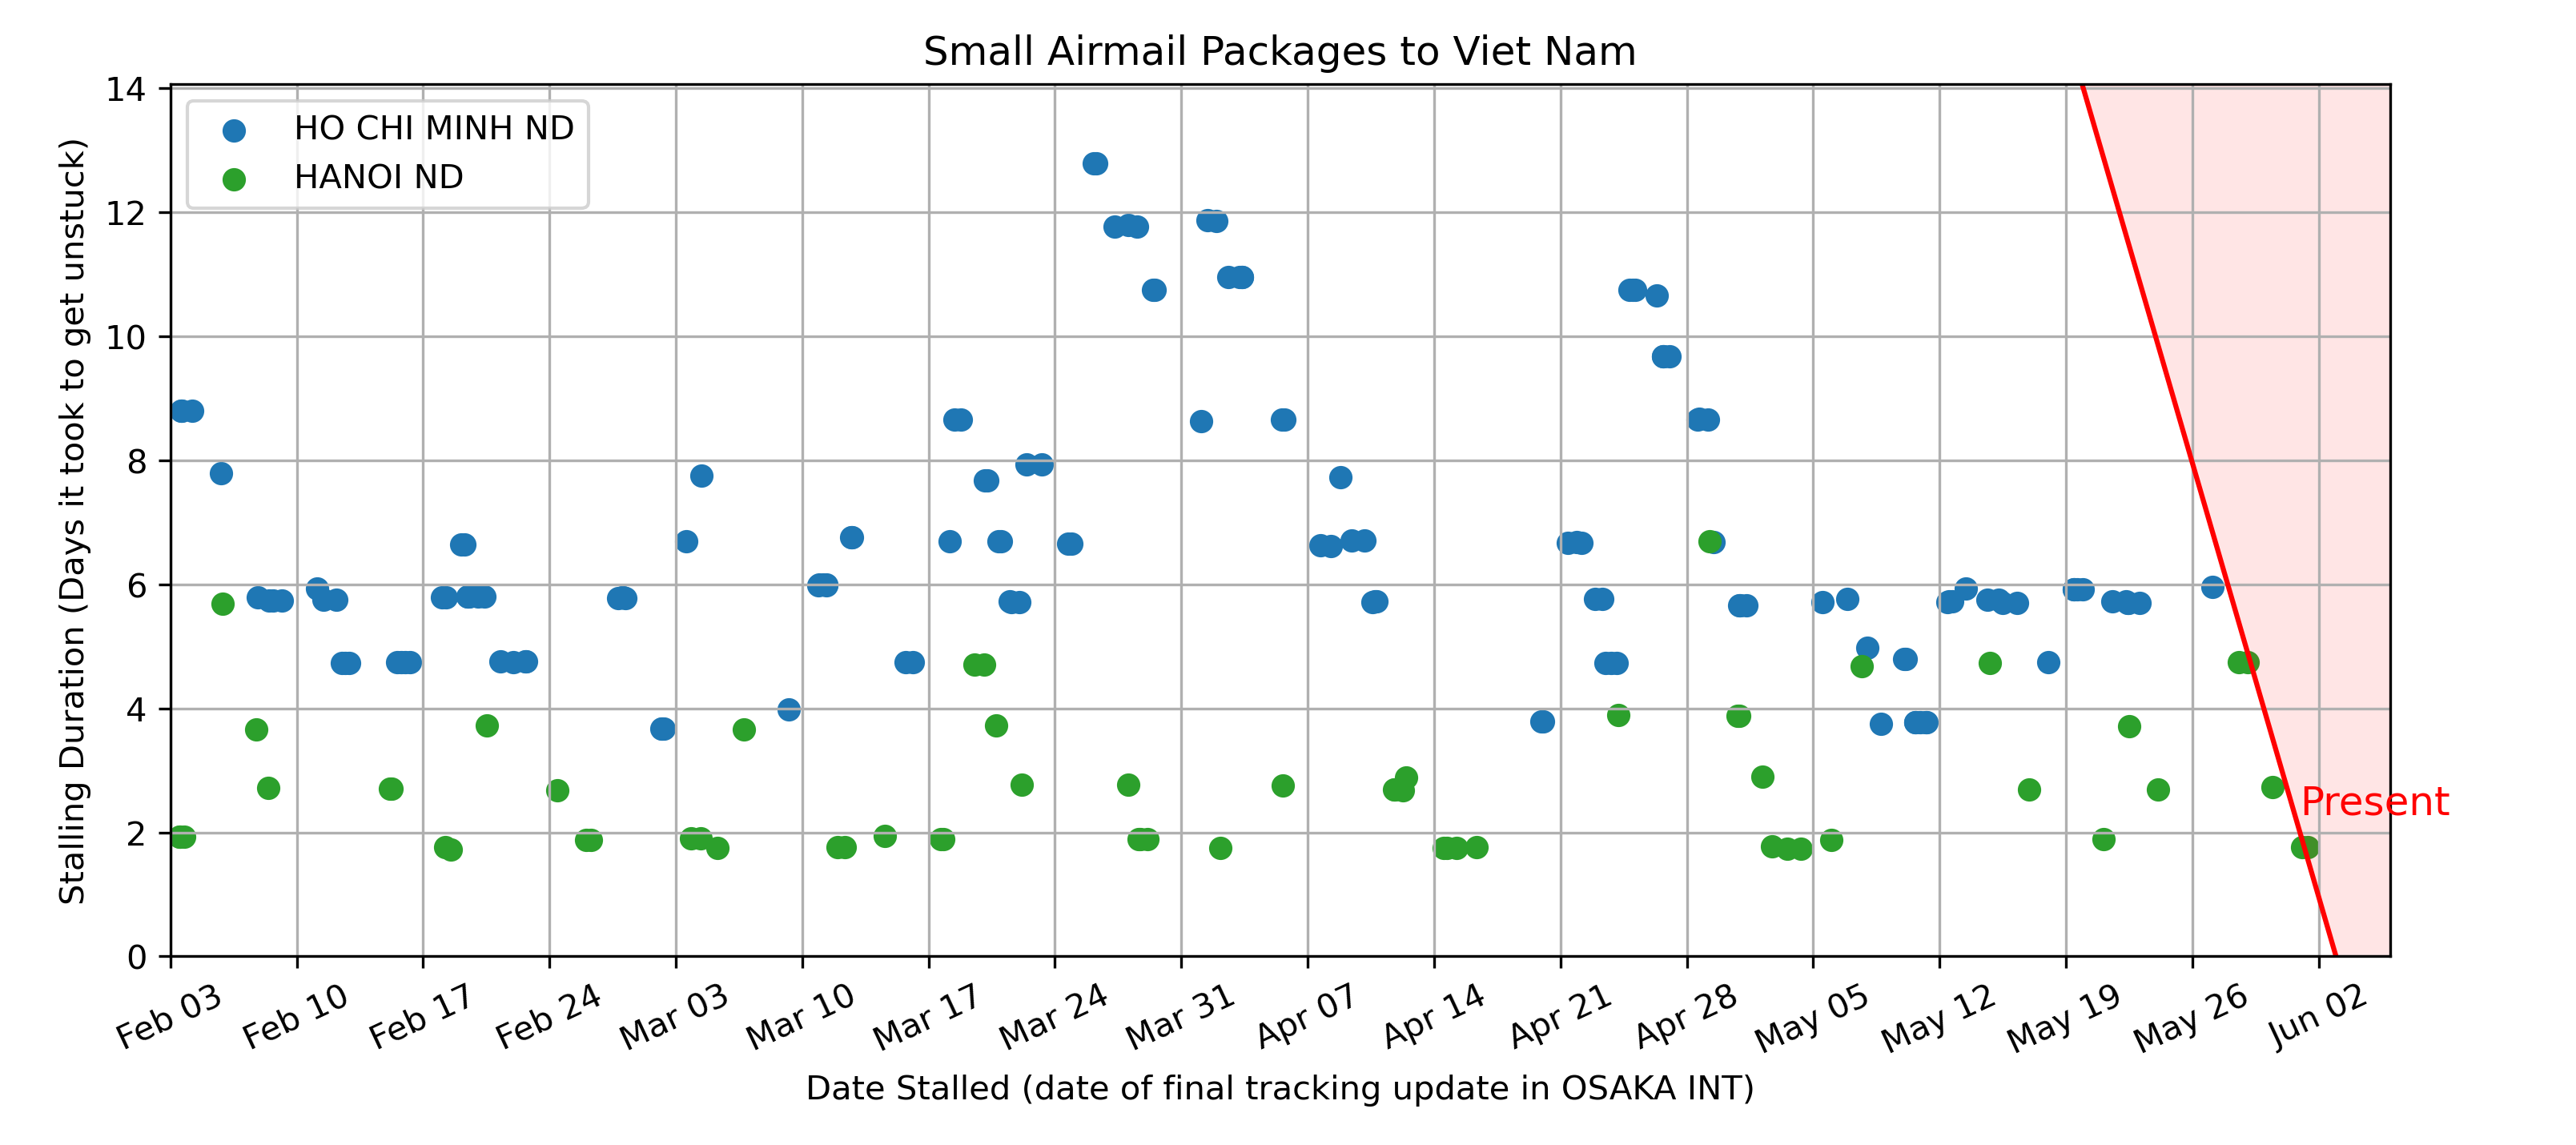 Small Airmail Packages to Viet Nam
Stalling Duration (Days it took to get unstuck)
14
12
10
8
6
4
2
0
HO CHI MINH ND
HANOI ND
Present
Feb 03
Feb 10
Feb 17
Feb 24
Mar 03
Mar 10
Mar 17
Mar 24
Mar 31
Apr 07
Apr 14
Apr 21
Apr 28
May 05
May 12
May 19
May 26
Jun 02
Date Stalled (date of final tracking update in OSAKA INT)